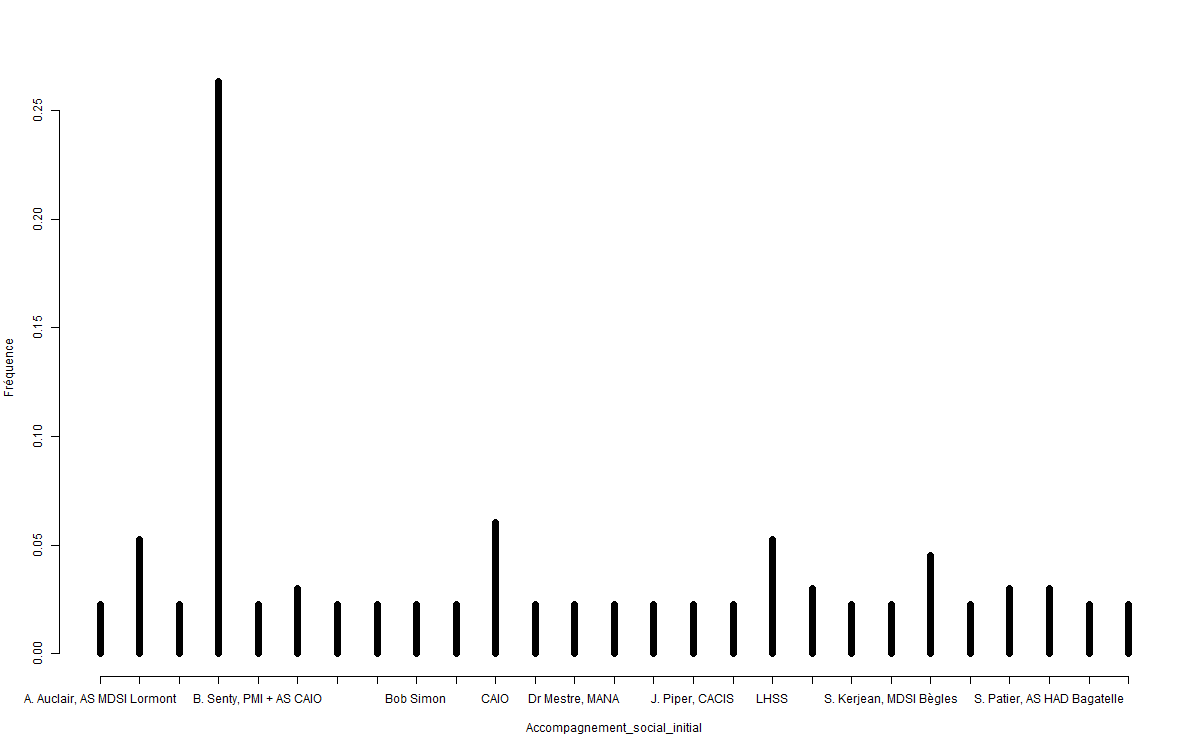 0.25
0.20
0.15
0.10
0.05
0.00
Fréquence
A. Auclair, AS MDSI Lormont B. Senty, PMI + AS CAIO Bob Simon CAIO Dr Mestre, MANA J. Piper, CACIS LHSS S. Kerjean, MDSI Bègles S. Patier, AS HAD Bagatelle
Accompagnement_social_initial